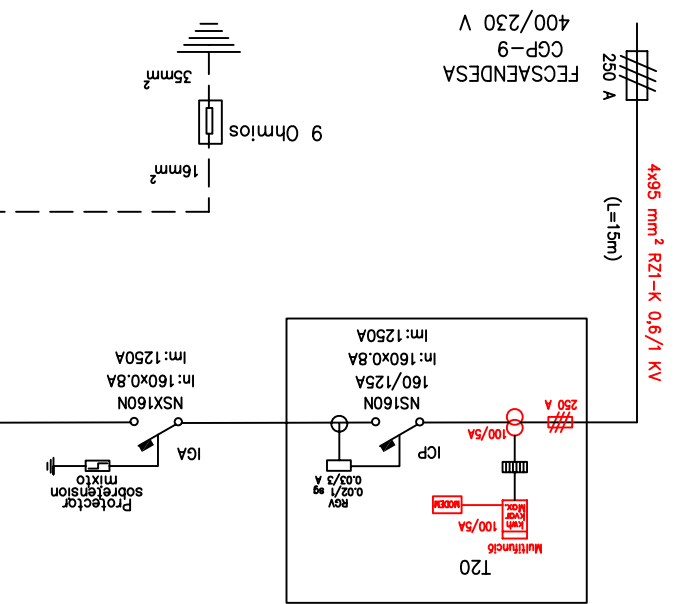 T20
Multifunció
100/5A
kwh
kvar
Max.
MODEM
Protector
sobretension
mixto
RGV
0.02/1 sg
0.03/3 A
IGA
ICP
100/5A
250 A
NSX160N
In:160x0.8A
Im:1250A
NS160N
160/125A
In:160x0.8A
Im:1250A
4x95 mm² RZ1-K 0,6/1 KV
(L=15m)
16mm²
9 Ohmios
35mm²
250 A
FECSAENDESA
CGP-9
400/230 V